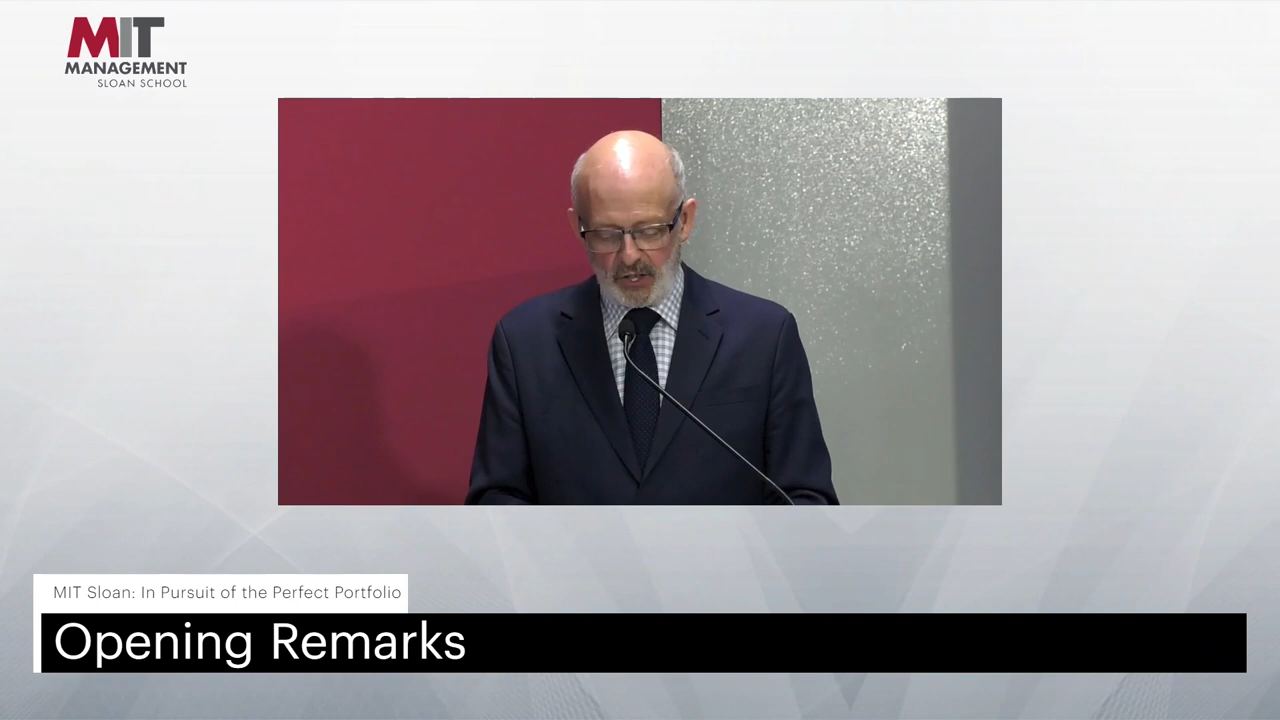 MIT
MANAGEMENT
SLOAN SCHOOL
MIT Sloan: In Pursuit of the Perfect Portfolio
Opening Remarks